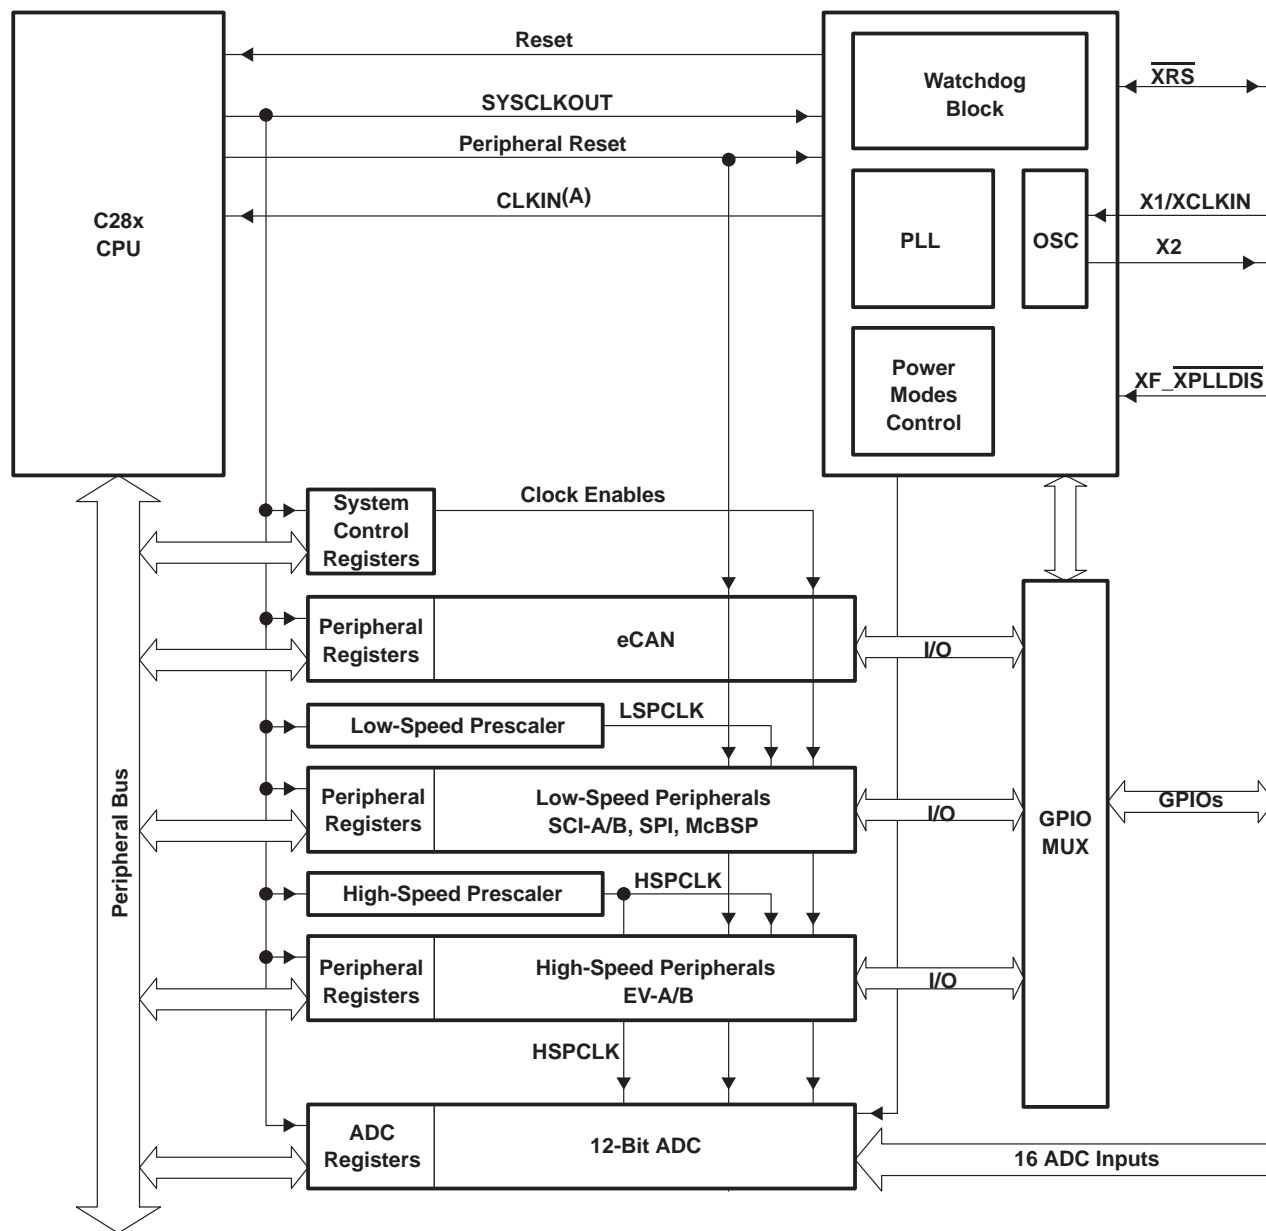 Reset
Watchdog
Block
XRS
SYSCLKOUT
Peripheral Reset
C28x
CPU
CLKIN(A)
PLL
OSC
X1/XCLKIN
X2
Power
Modes
Control
XF_XPLLDIS
System
Control
Registers
Clock Enables
Peripheral
Registers
eCAN
I/O
Low-Speed Prescaler
LSPCLK
Peripheral Bus
Peripheral
Registers
Low-Speed Peripherals
SCI-A/B, SPI, McBSP
I/O
GPIO
MUX
GPIOs
High-Speed Prescaler
HSPCLK
Peripheral
Registers
High-Speed Peripherals
EV-A/B
I/O
HSPCLK
ADC
Registers
12-Bit ADC
16 ADC Inputs